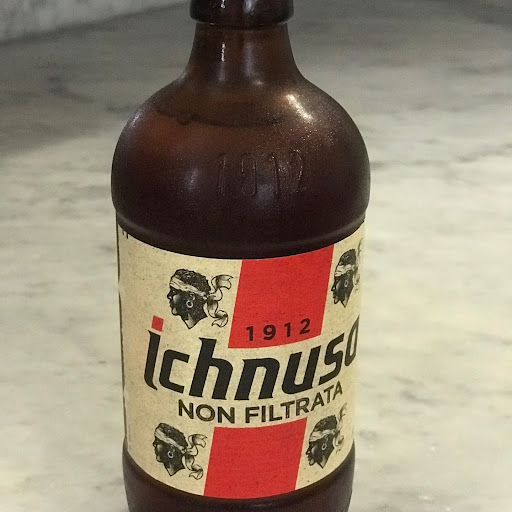 1912
1912
ichnusa
NON FILTRATA